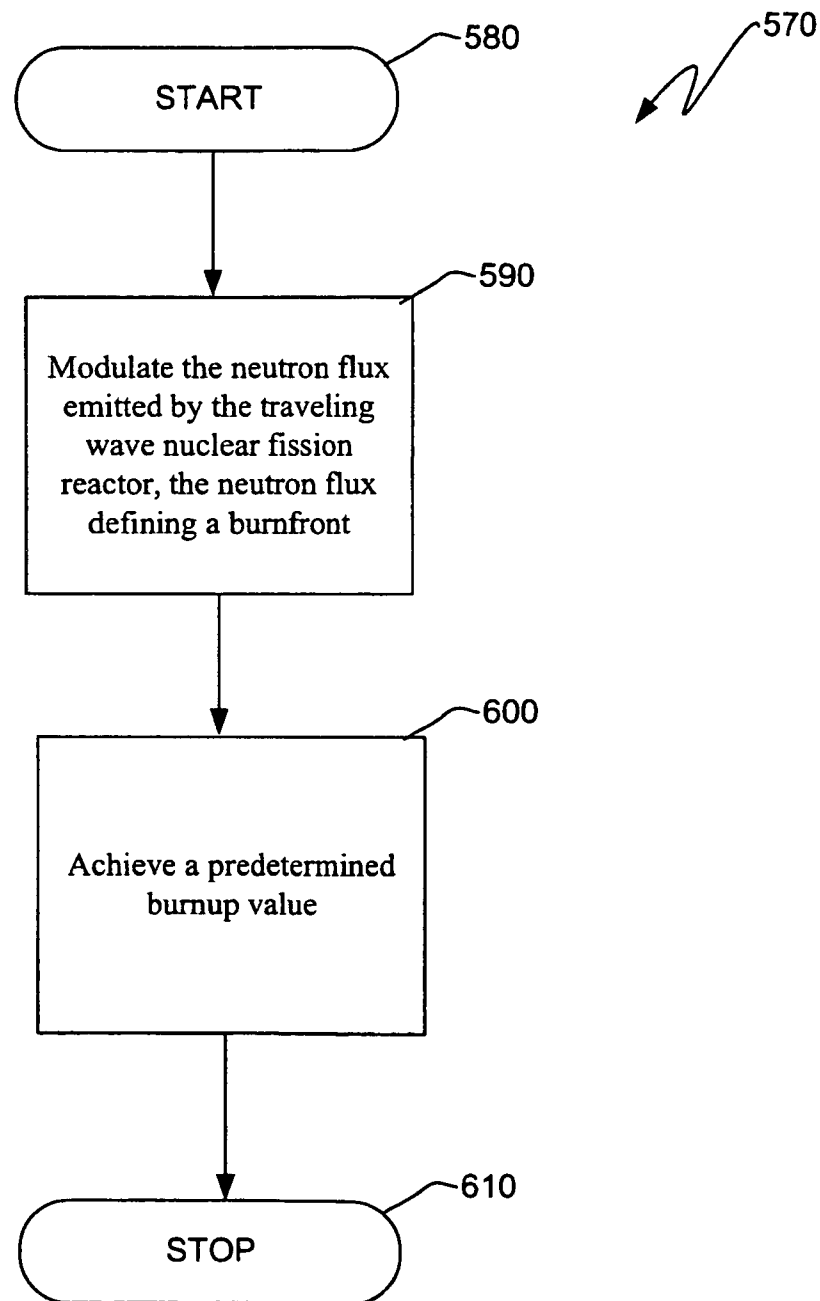 570
580
START
590
Modulate the neutron flux
emitted by the traveling
wave nuclear fission
reactor, the neutron flux
defining a burnfront
600
Achieve a predetermined
burnup value
610
STOP